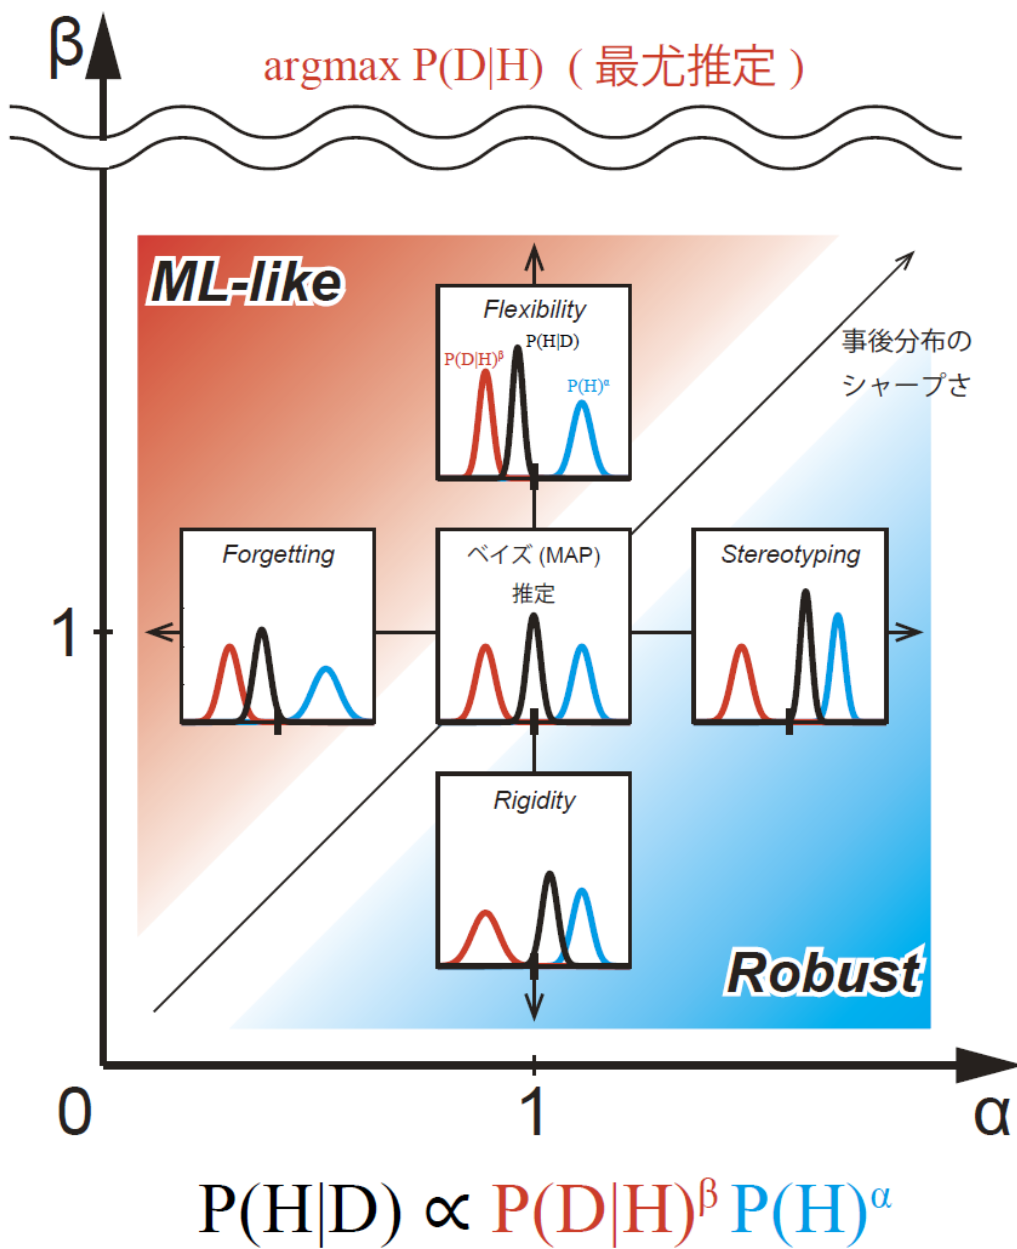 β
argmax P(D|H) ( 最尤推定 )
ML-like
Flexibility
P(H|D)
P(D|H)^β
P(H)^α
事後分布の
シャープさ
Forgetting
ベイズ (MAP)
推定
Stereotyping
1
Rigidity
Robust
0
1
α
P(H|D) ∝ P(D|H)^β P(H)^α